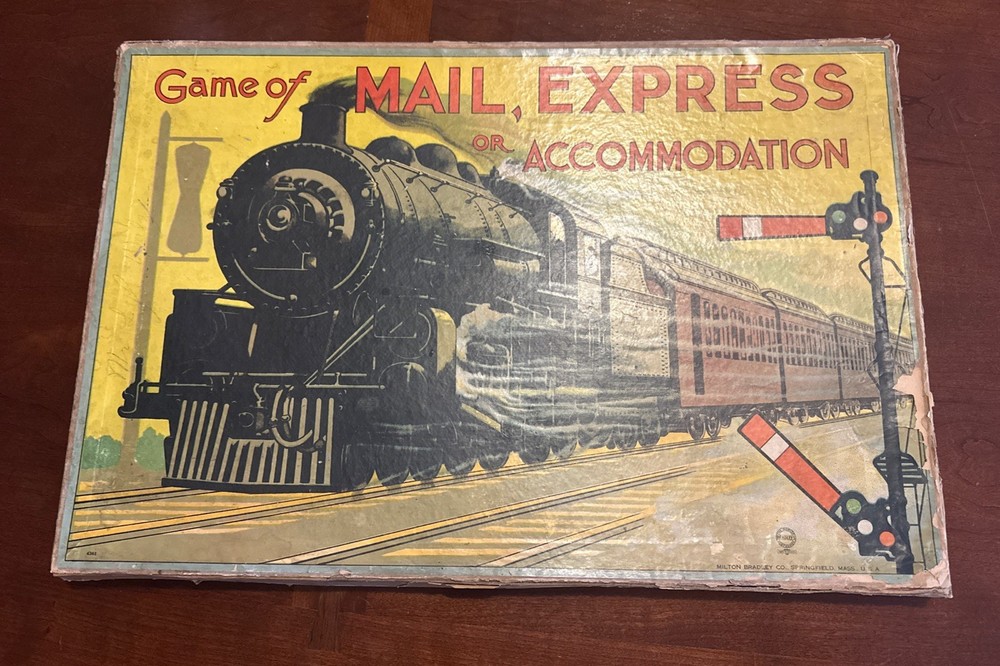 Game of MAIL, EXPRESS
OR ACCOMMODATION
MILTON BRADLEY CO., SPRINGFIELD, MASS., U.S.A.